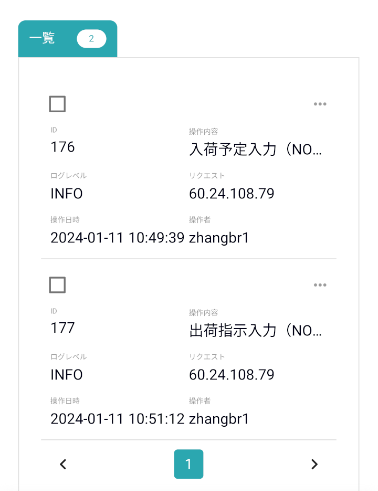 一覧 2
ID 操作内容
176 入荷予定入力（NO...
ログレベル リクエスト
INFO 60.24.108.79
操作日時 操作者
2024-01-11 10:49:39 zhangbr1
ID 操作内容
177 出荷指示入力（NO...
ログレベル リクエスト
INFO 60.24.108.79
操作日時 操作者
2024-01-11 10:51:12 zhangbr1
1